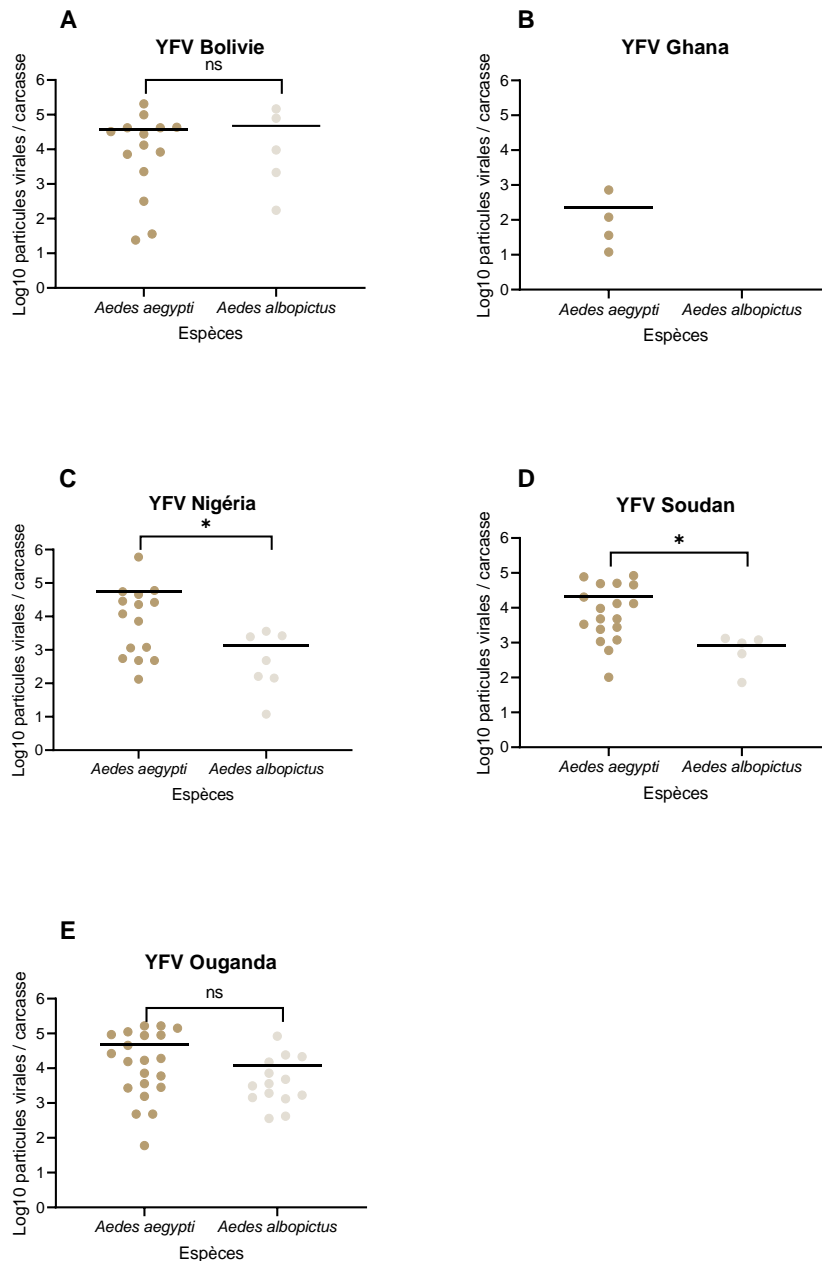 A
YFV Bolivie
ns
Log10 particules virales / carcasse
6
5
4
3
2
1
0
Aedes aegypti Aedes albopictus
Espèces
B
YFV Ghana
Log10 particules virales / carcasse
6
5
4
3
2
1
0
Aedes aegypti Aedes albopictus
Espèces
C
YFV Nigéria
*
Log10 particules virales / carcasse
6
5
4
3
2
1
0
Aedes aegypti Aedes albopictus
Espèces
D
YFV Soudan
*
Log10 particules virales / carcasse
6
5
4
3
2
1
0
Aedes aegypti Aedes albopictus
Espèces
E
YFV Ouganda
ns
Log10 particules virales / carcasse
6
5
4
3
2
1
0
Aedes aegypti Aedes albopictus
Espèces